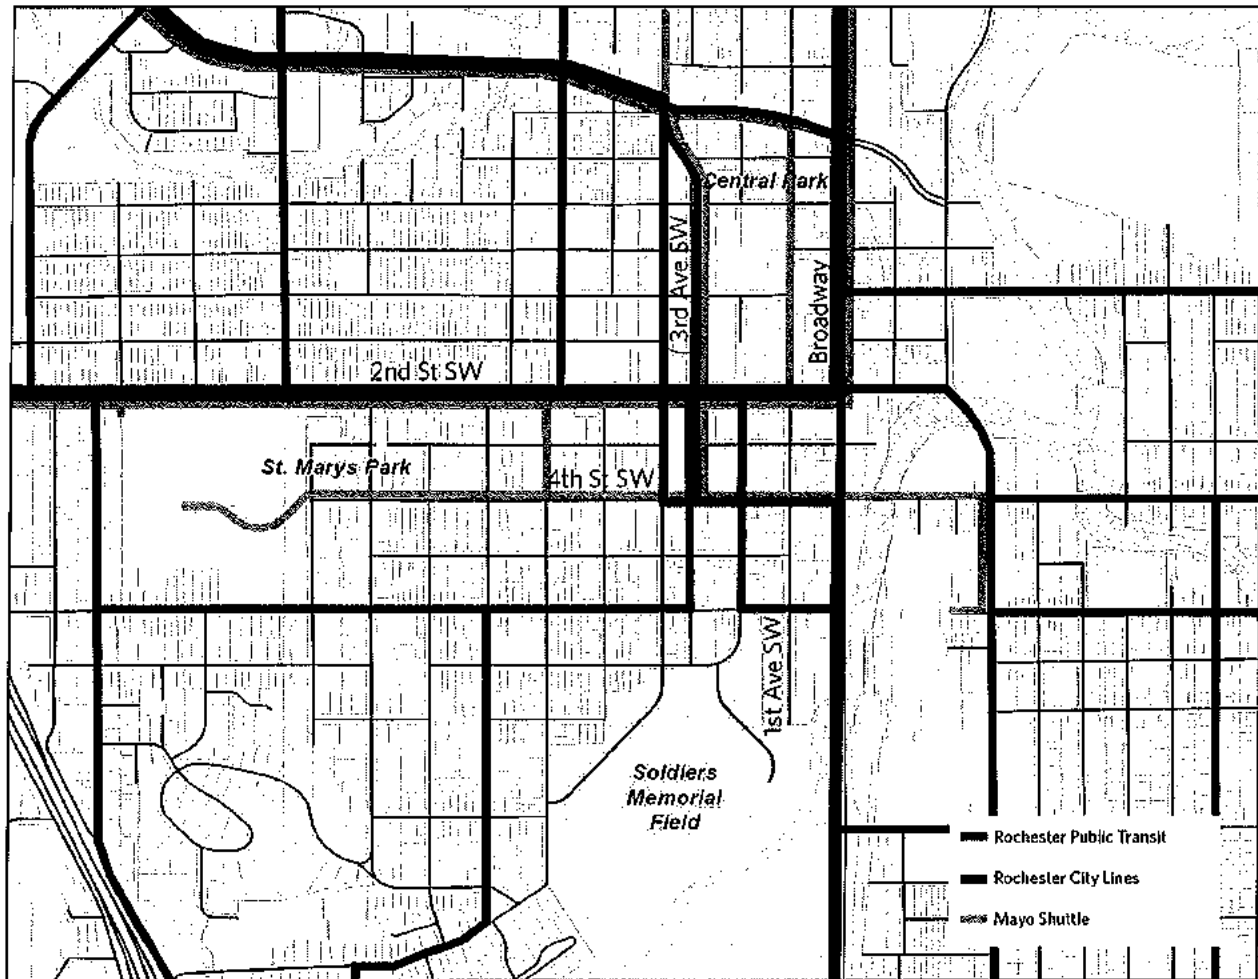 Central Park
3rd Ave. SW
Broadway
2nd St SW
St. Marys Park
4th St SW
1st Ave SW
Soldiers
Memorial
Field
Rochester Public Transit
Rochester City Lines
Mayo Shuttle